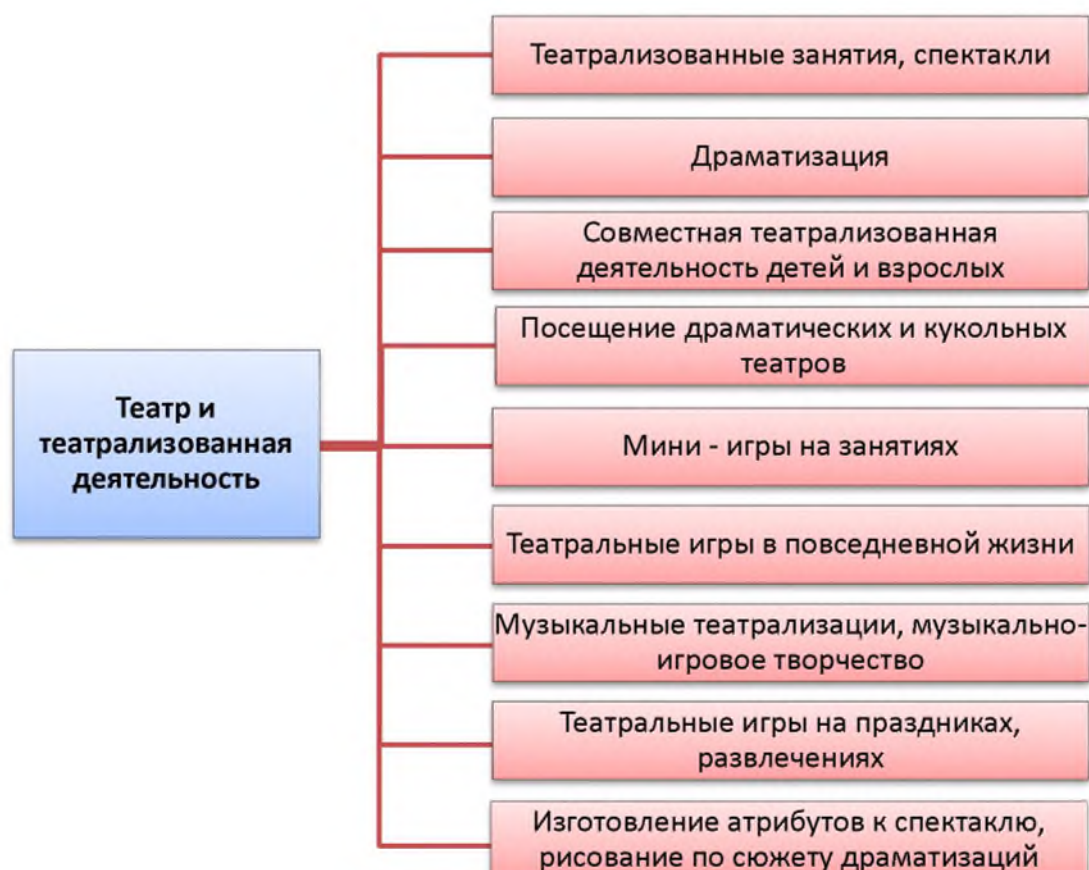 Театрализованные занятия, спектакли
Драматизация
Совместная театрализованная
деятельность детей и взрослых
Посещение драматических и кукольных
театров
Театр и
театрализованная
деятельность
Мини - игры на занятиях
Театральные игры в повседневной жизни
Музыкальные театрализации, музыкально-
игровое творчество
Театральные игры на праздниках,
развлечениях
Изготовление атрибутов к спектаклю,
рисование по сюжету драматизаций